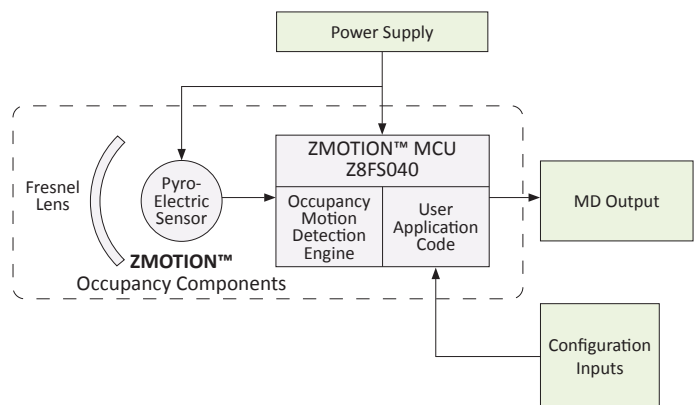 Power Supply
ZMOTION™ MCU
Z8FS040
Fresnel
Lens
Pyro-
Electric
Sensor
Occupancy
Motion
Detection
Engine
User
Application
Code
MD Output
ZMOTION™
Occupancy Components
Configuration
Inputs